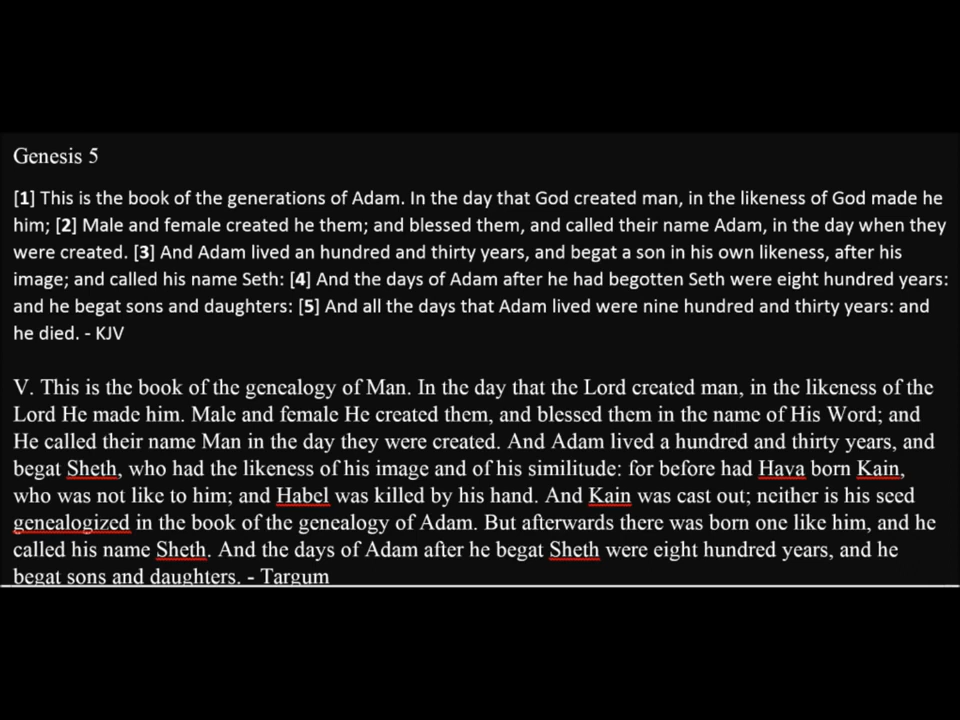 Genesis 5
[1] This is the book of the generations of Adam. In the day that God created man, in the likeness of God made he
him; [2] Male and female created he them; and blessed them, and called their name Adam, in the day when they
were created. [3] And Adam lived an hundred and thirty years, and begat a son in his own likeness, after his
image; and called his name Seth: [4] And the days of Adam after he had begotten Seth were eight hundred years:
and he begat sons and daughters: [5] And all the days that Adam lived were nine hundred and thirty years: and
he died. - KJV
V. This is the book of the genealogy of Man. In the day that the Lord created man, in the likeness of the
Lord He made him. Male and female He created them, and blessed them in the name of His Word; and
He called their name Man in the day they were created. And Adam lived a hundred and thirty years, and
begat Sheth, who had the likeness of his image and of his similitude: for before had Hava born Kain,
who was not like to him; and Habel was killed by his hand. And Kain was cast out; neither is his seed
genealogized in the book of the genealogy of Adam. But afterwards there was born one like him, and he
called his name Sheth. And the days of Adam after he begat Sheth were eight hundred years, and he
begat sons and daughters. - Targum